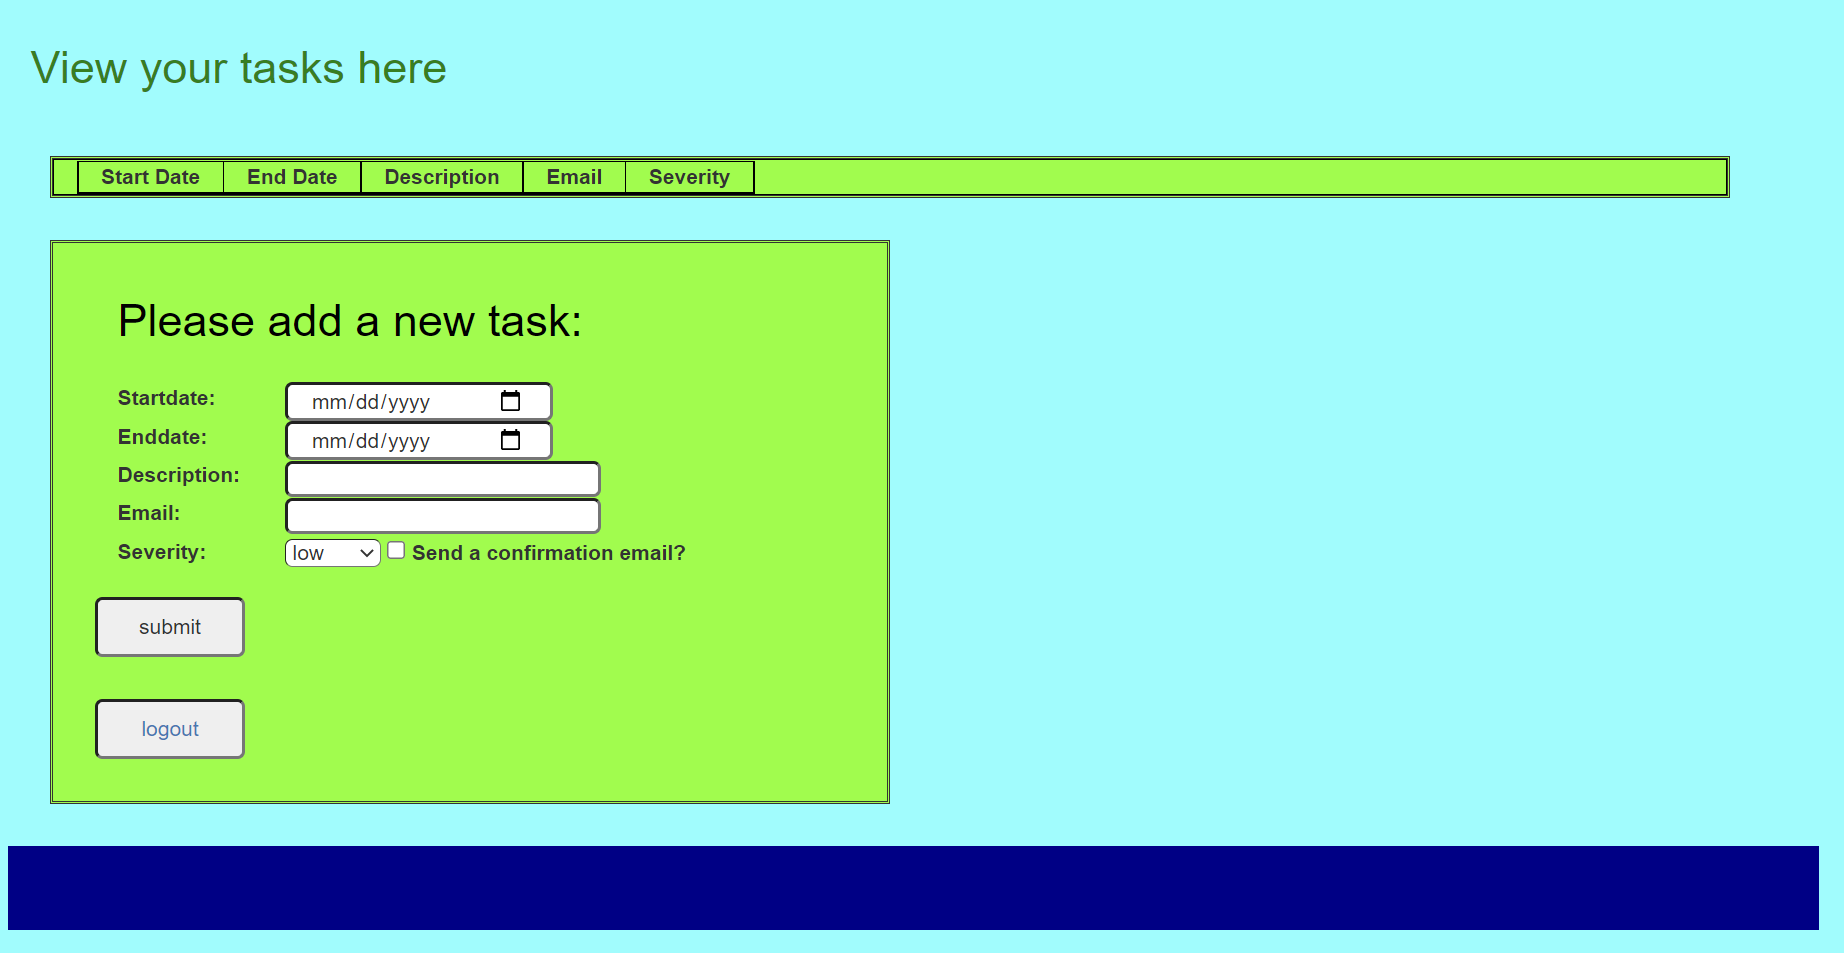 View your tasks here
Start Date End Date Description Email Severity
Please add a new task:
Startdate: mm/dd/yyyy
Enddate: mm/dd/yyyy
Description:
Email:
Severity: low Send a confirmation email?
submit
logout